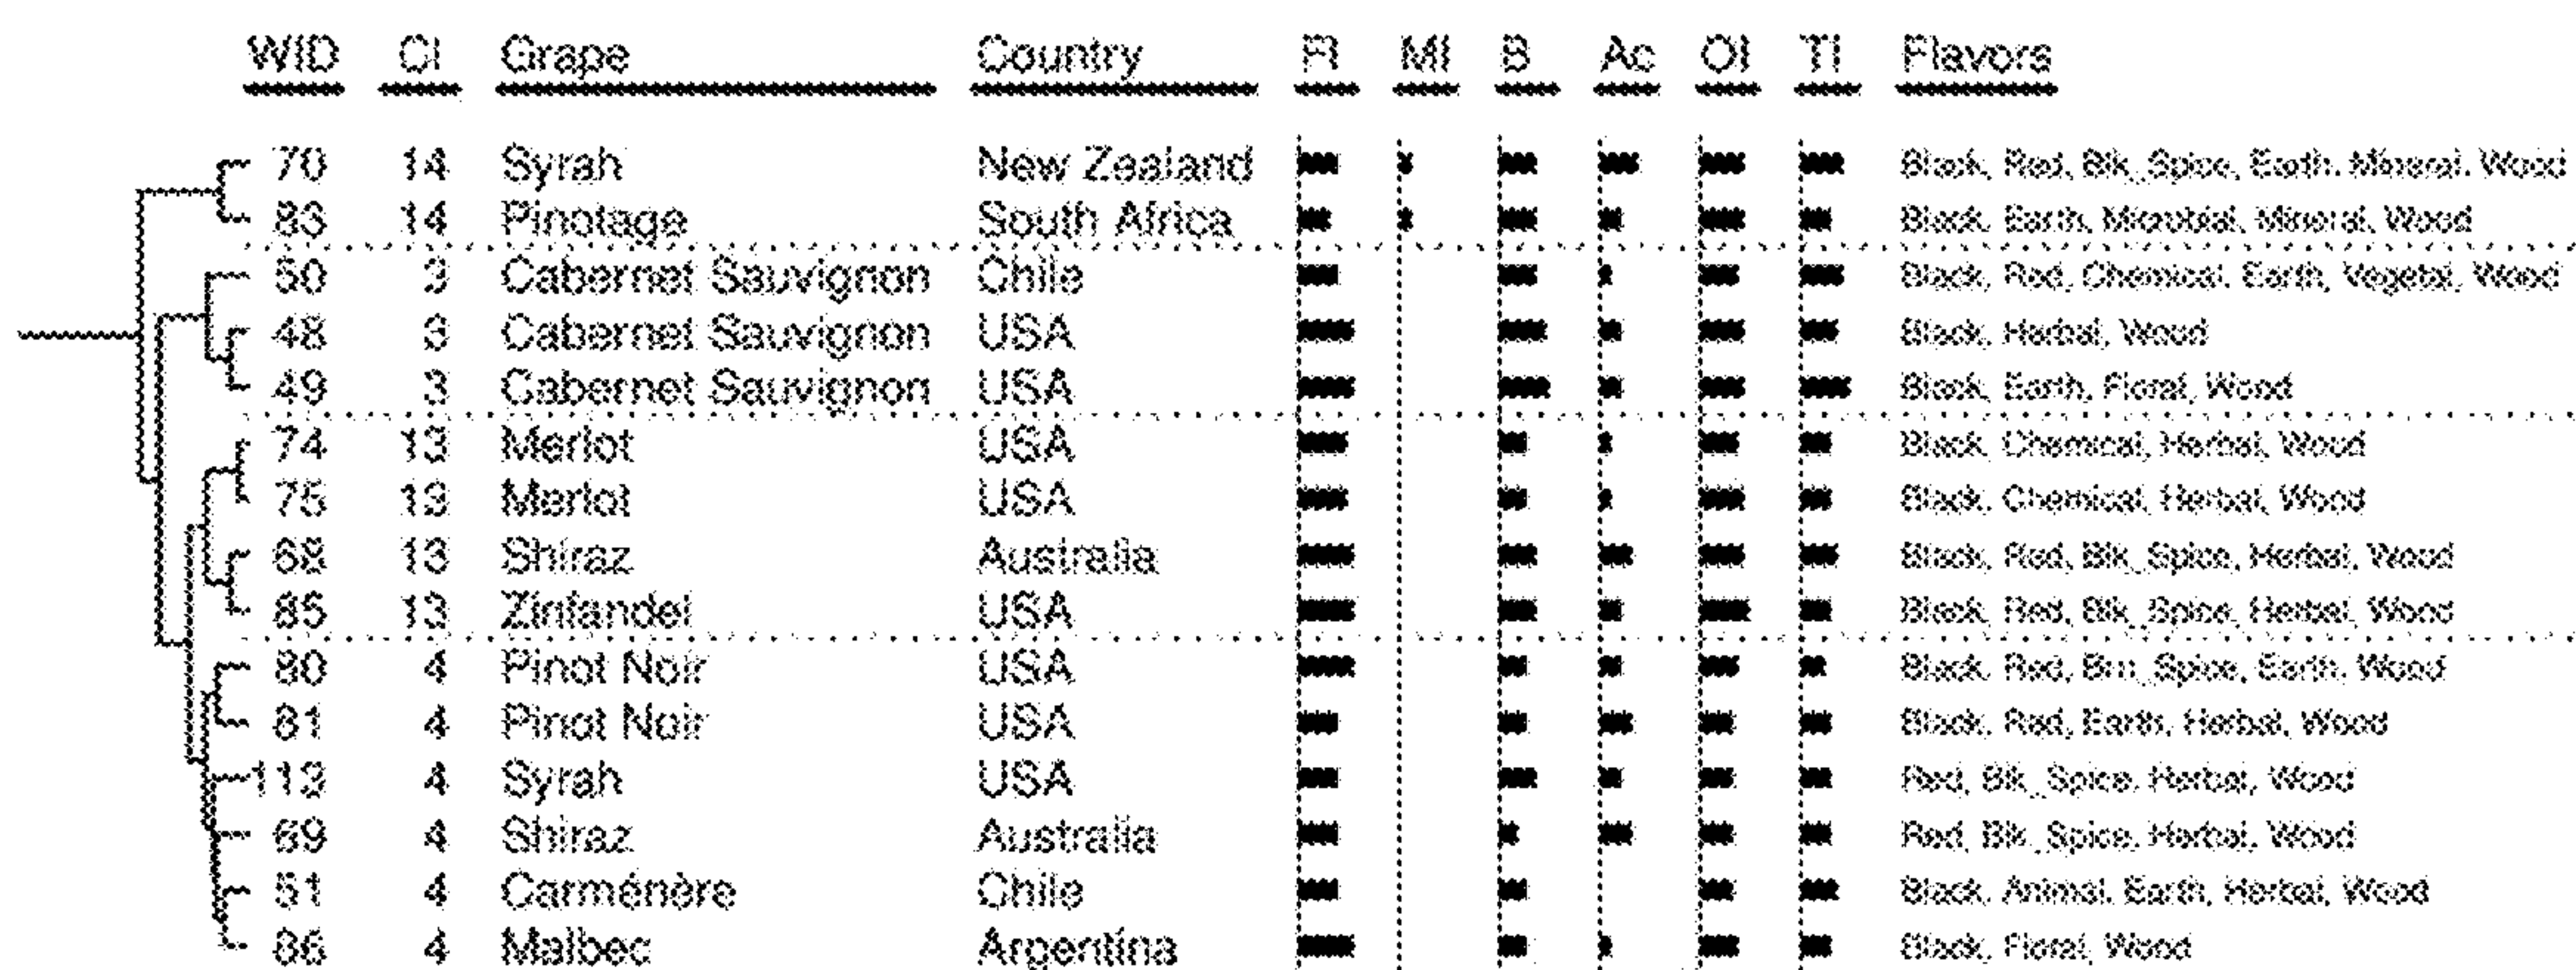 WID Cl Grape Country FI MI B Ac OI TI Flavors
70 14 Syrah New Zealand Black, Red, Blk_Spice, Earth, Mineral, Wood
83 14 Pinotage South Africa Black, Earth, Microbial, Mineral, Wood
50 3 Cabernet Sauvignon Chile Black, Red, Chemical, Earth, Vegetal, Wood
48 3 Cabernet Sauvignon USA Black, Herbal, Wood
49 3 Cabernet Sauvignon USA Black, Earth, Floral, Wood
74 13 Merlot USA Black, Chemical, Herbal, Wood
75 13 Merlot USA Black, Chemical, Herbal, Wood
68 13 Shiraz Australia Black, Red, Blk_Spice, Herbal, Wood
85 13 Zinfandel USA Black, Red, Blk_Spice, Herbal, Wood
80 4 Pinot Noir USA Black, Red, Brn_Spice, Earth, Wood
81 4 Pinot Noir USA Black, Red, Earth, Herbal, Wood
113 4 Syrah USA Red, Blk_Spice, Herbal, Wood
69 4 Shiraz Australia Red, Blk_Spice, Herbal, Wood
51 4 Carménère Chile Black, Animal, Earth, Herbal, Wood
86 4 Malbec Argentina Black, Floral, Wood